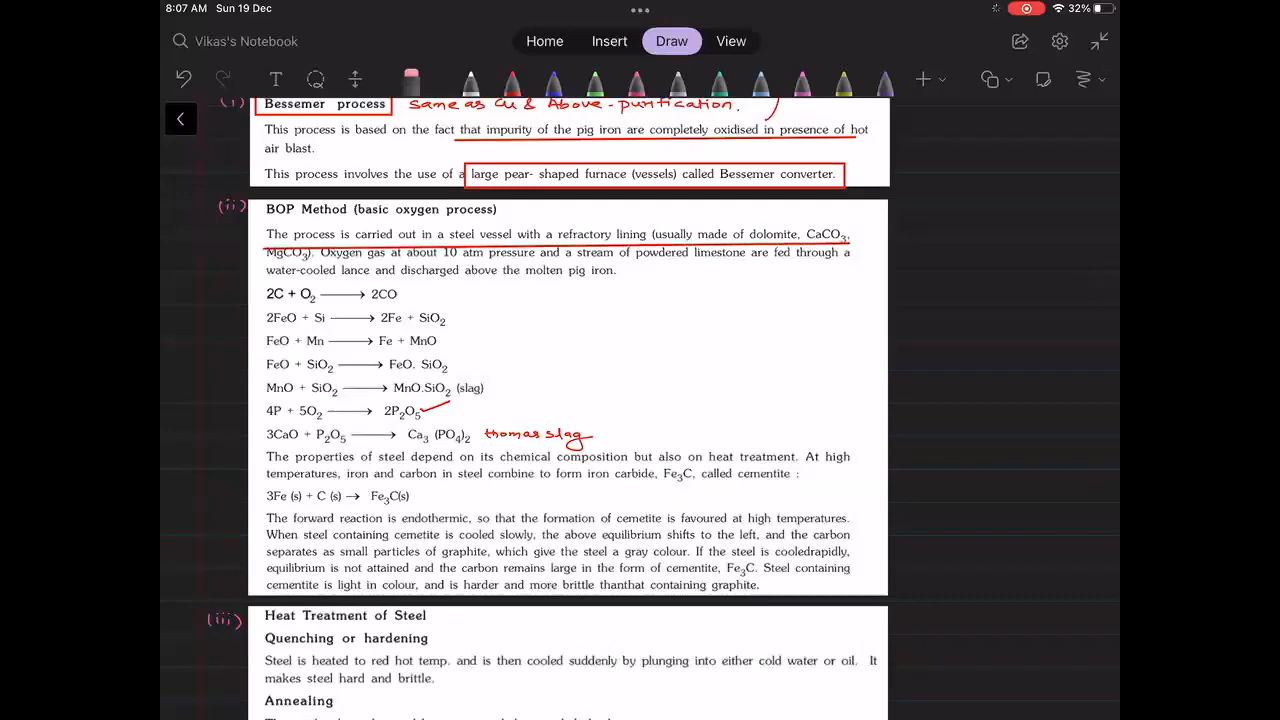 8:07 AM Sun 19 Dec
32%
Vikas's Notebook
Home Insert Draw View
(i) Bessemer process Same as Cu & Above-purification.
This process is based on the fact that impurity of the pig iron are completely oxidised in presence of hot
air blast.
This process involves the use of a large pear- shaped furnace (vessels) called Bessemer converter.
(ii) BOP Method (basic oxygen process)
The process is carried out in a steel vessel with a refractory lining (usually made of dolomite, CaCO3,
MgCO3). Oxygen gas at about 10 atm pressure and a stream of powdered limestone are fed through a
water-cooled lance and discharged above the molten pig iron.
2C + O2 ⟶ 2CO
2FeO + Si ⟶ 2Fe + SiO2
FeO + Mn ⟶ Fe + MnO
FeO + SiO2 ⟶ FeO. SiO2
MnO + SiO2 ⟶ MnO.SiO2 (slag)
4P + 5O2 ⟶ 2P2O5
3CaO + P2O5 ⟶ Ca3 (PO4)2 thomas slag
The properties of steel depend on its chemical composition but also on heat treatment. At high
temperatures, iron and carbon in steel combine to form iron carbide, Fe3C, called cementite :
3Fe (s) + C (s) → Fe3C(s)
The forward reaction is endothermic, so that the formation of cemetite is favoured at high temperatures.
When steel containing cemetite is cooled slowly, the above equilibrium shifts to the left, and the carbon
separates as small particles of graphite, which give the steel a gray colour. If the steel is cooledrapidly,
equilibrium is not attained and the carbon remains large in the form of cementite, Fe3C. Steel containing
cementite is light in colour, and is harder and more brittle thanthat containing graphite.
(iii) Heat Treatment of Steel
Quenching or hardening
Steel is heated to red hot temp. and is then cooled suddenly by plunging into either cold water or oil. It
makes steel hard and brittle.
Annealing